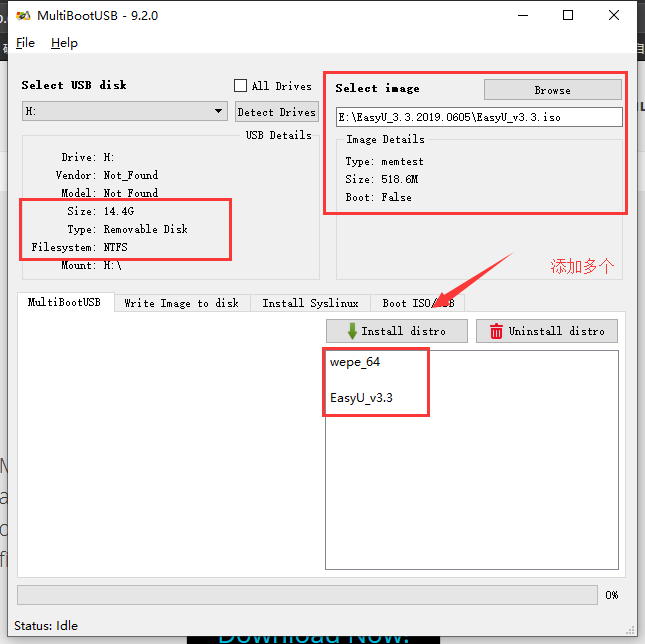 MultiBootUSB - 9.2.0
File Help
Select USB disk
All Drives
H:
Detect Drives
USB Details
Drive: H:
Vendor: Not_Found
Model: Not_Found
Size: 14.4G
Type: Removable Disk
Filesystem: NTFS
Mount: H:\
Select image
Browse
E:\EasyU_3.3.2019.0605\EasyU_v3.3.iso
Image Details
Type: memtest
Size: 518.6M
Boot: False
添加多个
MultiBootUSB
Write Image to disk
Install Syslinux
Boot ISO/USB
Install distro
Uninstall distro
wepe_64
EasyU_v3.3
0%
Status: Idle
Download Now!